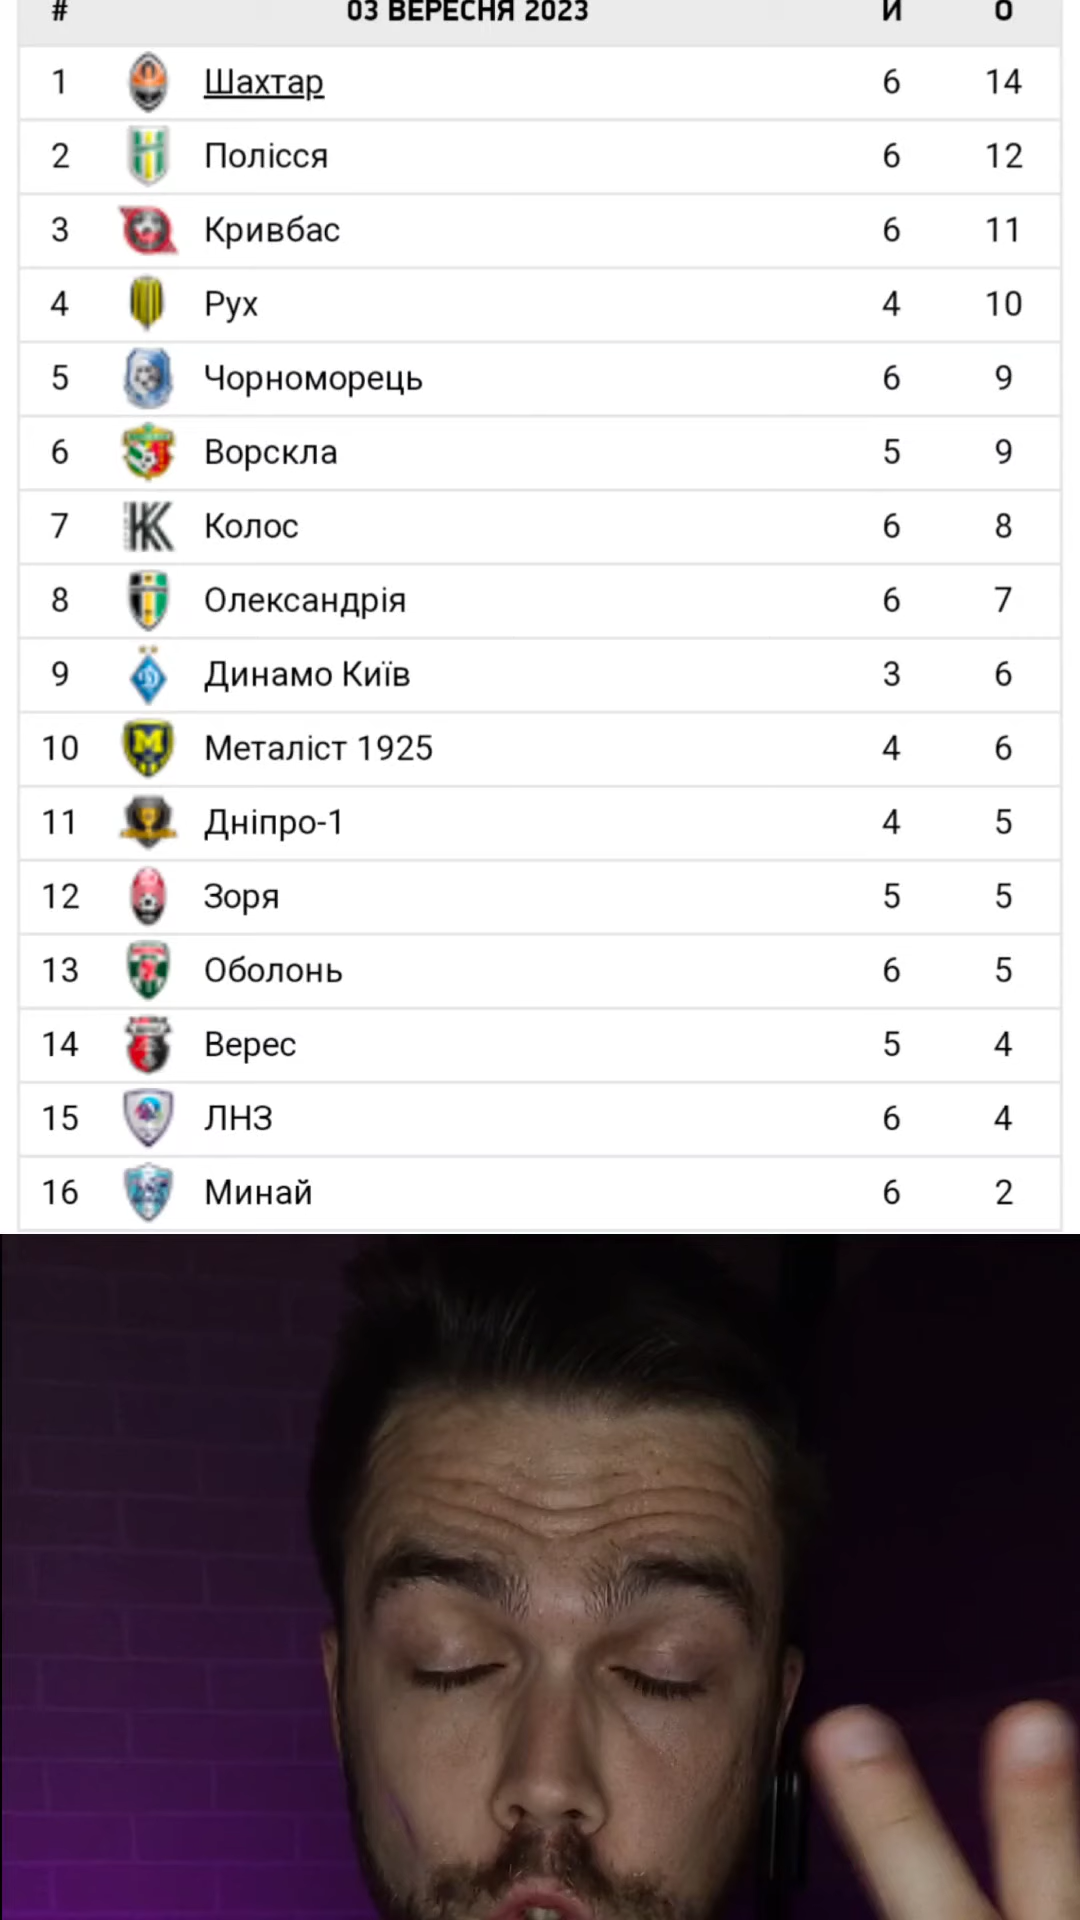 # 03 ВЕРЕСНЯ 2023 И О
1 Шахтар 6 14
2 Полісся 6 12
3 Кривбас 6 11
4 Рух 4 10
5 Чорноморець 6 9
6 Ворскла 5 9
7 Колос 6 8
8 Олександрія 6 7
9 Динамо Київ 3 6
10 Металіст 1925 4 6
11 Дніпро-1 4 5
12 Зоря 5 5
13 Оболонь 6 5
14 Верес 5 4
15 ЛНЗ 6 4
16 Минай 6 2